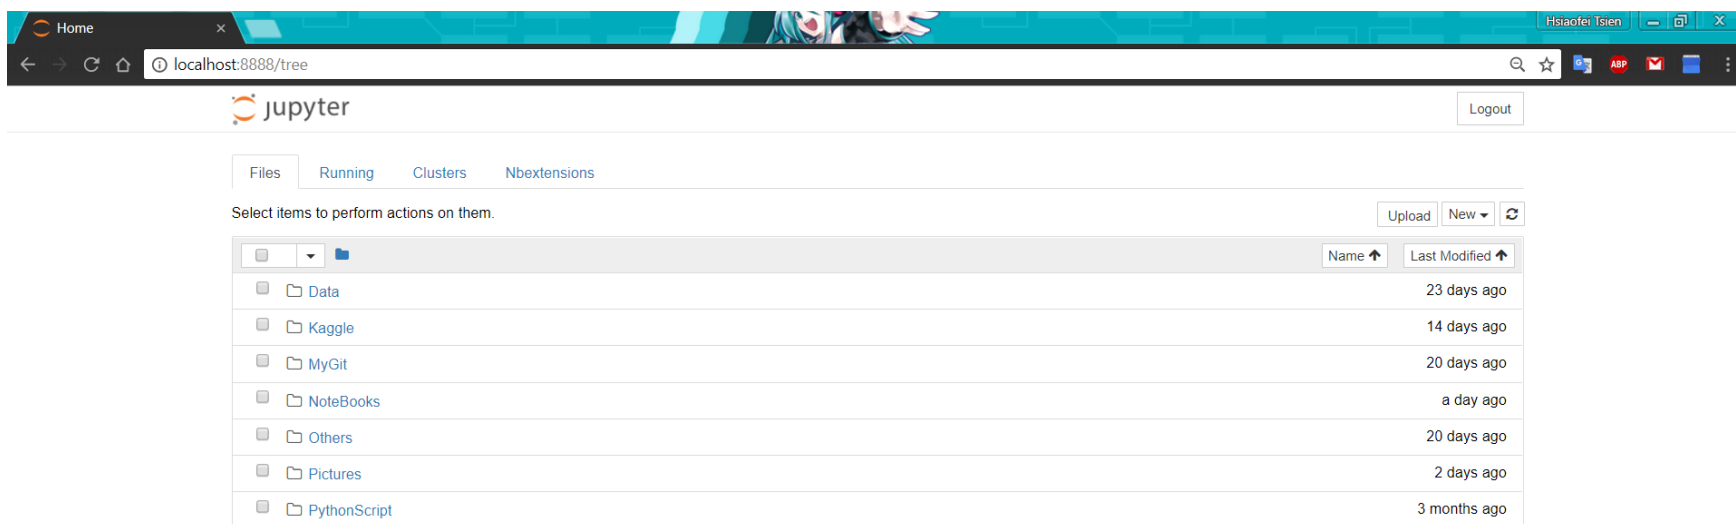 Home
Hsiaofei Tsien
localhost:8888/tree
ABP
jupyter
Logout
Files Running Clusters Nbextensions
Select items to perform actions on them.
Upload New
Name Last Modified
Data 23 days ago
Kaggle 14 days ago
MyGit 20 days ago
NoteBooks a day ago
Others 20 days ago
Pictures 2 days ago
PythonScript 3 months ago